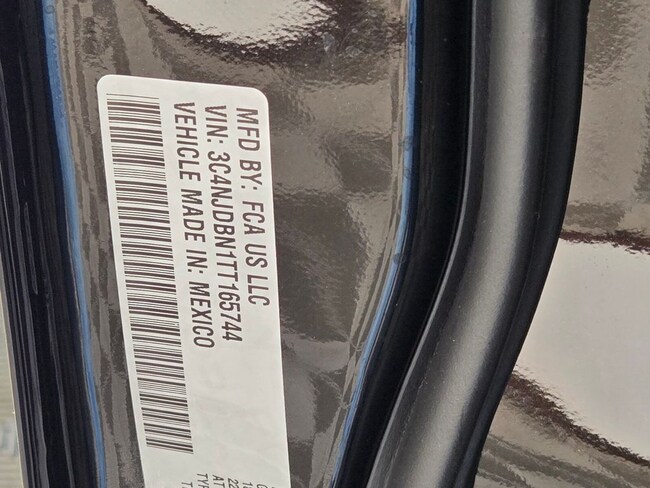 MFD BY: FCA US LLC
VIN: 3C4NJDBN1TT165744
VEHICLE MADE IN: MEXICO